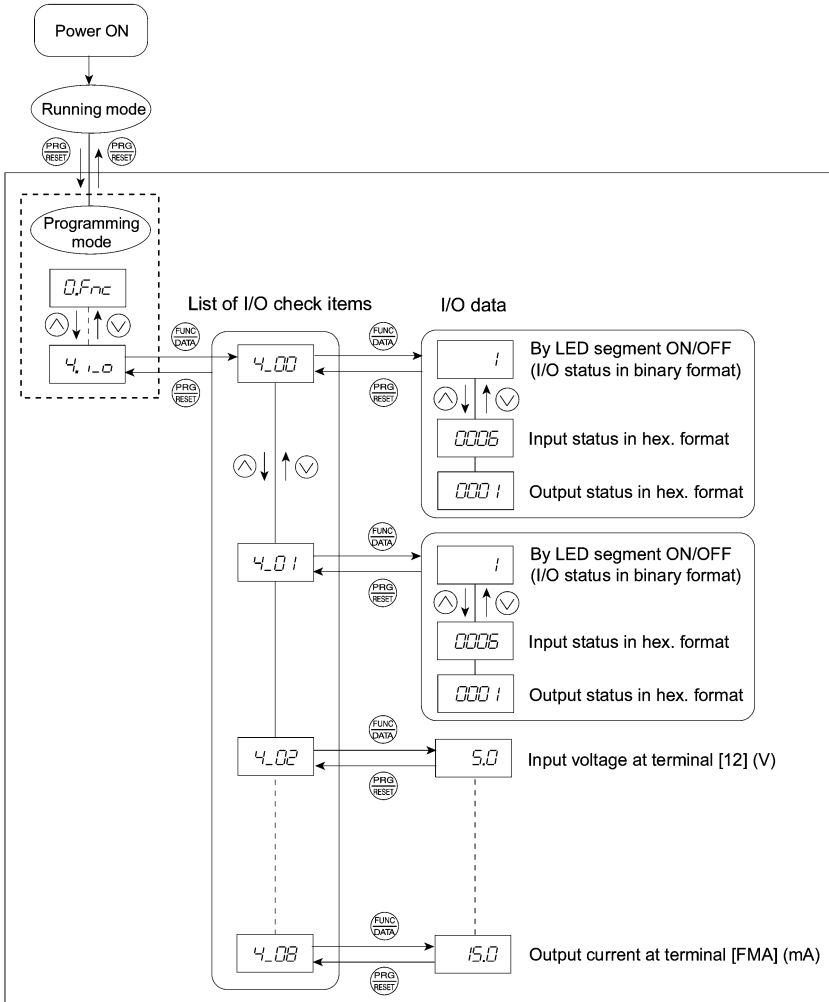 Power ON
Running mode
PRG
RESET
PRG
RESET
Programming
mode
0.Fnc
4.i_o
List of I/O check items
I/O data
FUNC
DATA
PRG
RESET
4_00
FUNC
DATA
PRG
RESET
1
By LED segment ON/OFF
(I/O status in binary format)
0006
Input status in hex. format
0001
Output status in hex. format
4_01
FUNC
DATA
PRG
RESET
1
By LED segment ON/OFF
(I/O status in binary format)
0006
Input status in hex. format
0001
Output status in hex. format
4_02
FUNC
DATA
PRG
RESET
5.0
Input voltage at terminal [12] (V)
4_08
FUNC
DATA
PRG
RESET
15.0
Output current at terminal [FMA] (mA)